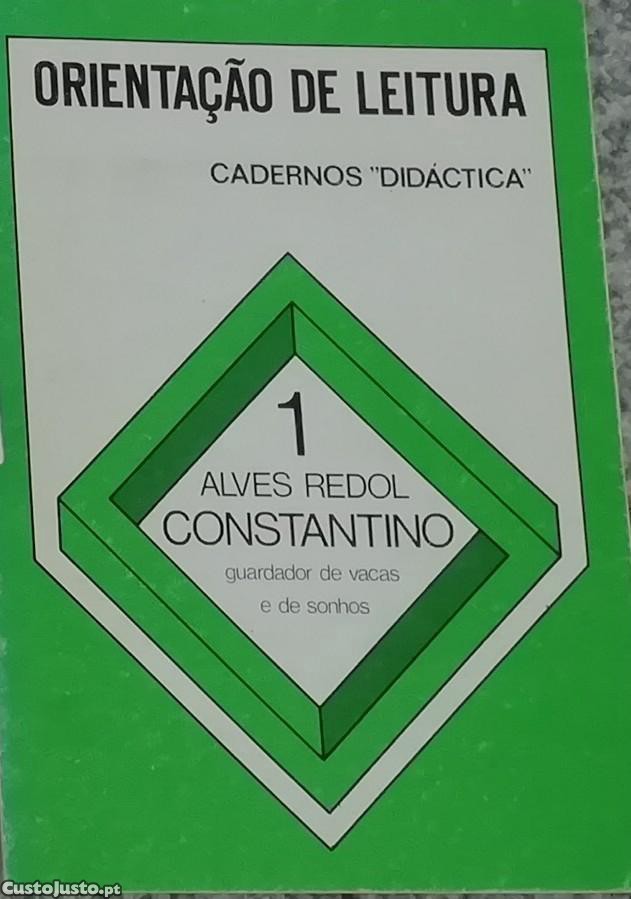 ORIENTAÇÃO DE LEITURA
CADERNOS "DIDÁCTICA"
1
ALVES REDOL
CONSTANTINO
guardador de vacas
e de sonhos
CustoJusto.pt